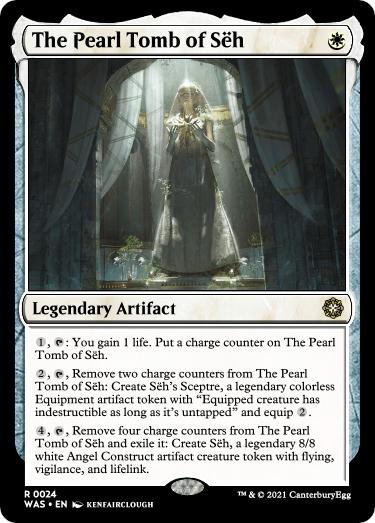 The Pearl Tomb of Sëh
Legendary Artifact
1, T: You gain 1 life. Put a charge counter on The Pearl
Tomb of Sëh.
2, T, Remove two charge counters from The Pearl
Tomb of Sëh: Create Sëh's Sceptre, a legendary colorless
Equipment artifact token with “Equipped creature has
indestructible as long as it's untapped” and equip 2.
4, T, Remove four charge counters from The Pearl
Tomb of Sëh and exile it: Create Sëh, a legendary 8/8
white Angel Construct artifact creature token with flying,
vigilance, and lifelink.
R 0024
WAS • EN KENFAIRCLOUGH
™ & © 2021 CanterburyEgg